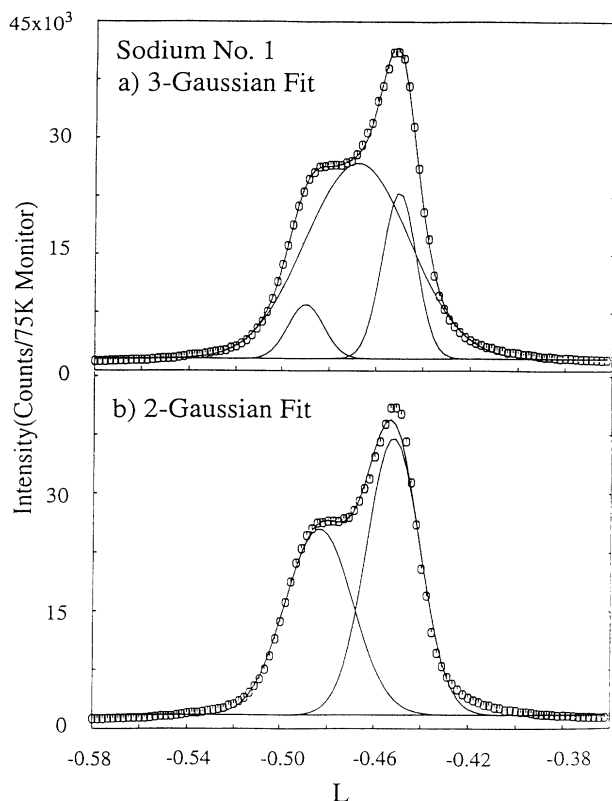 45x10³
Sodium No. 1
a) 3-Gaussian Fit
30
15
0
b) 2-Gaussian Fit
30
15
0
Intensity(Counts/75K Monitor)
-0.58 -0.54 -0.50 -0.46 -0.42 -0.38
L